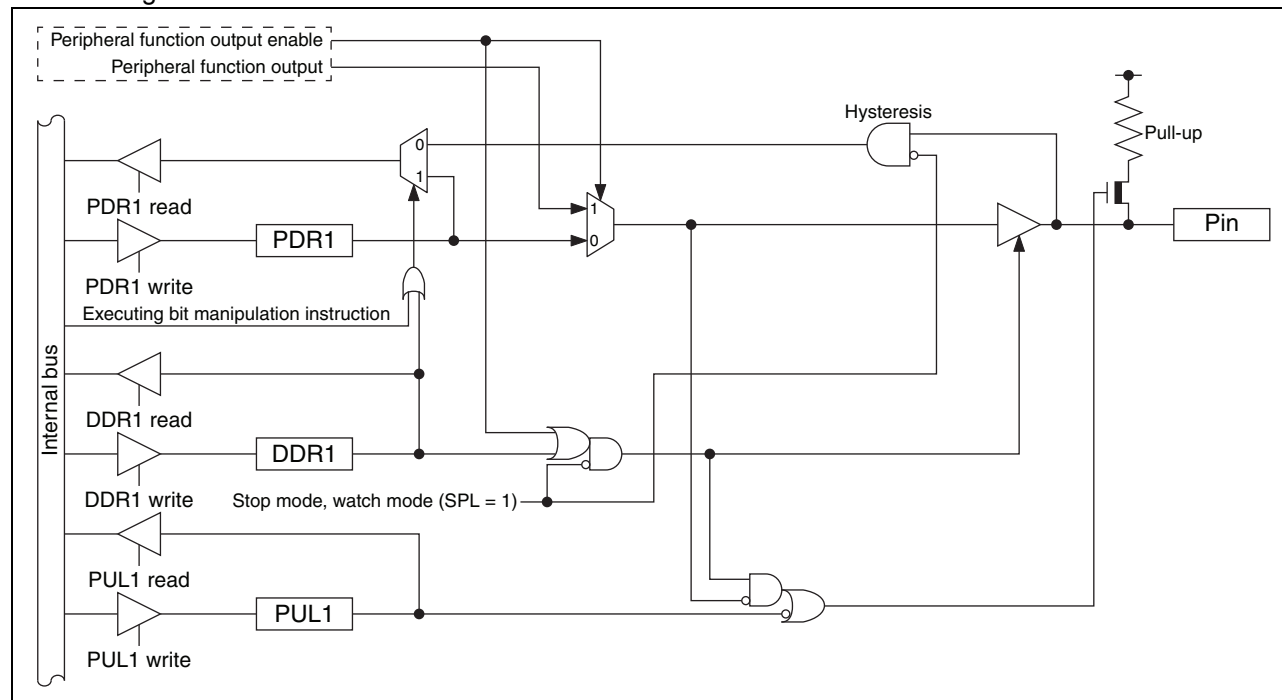 Peripheral function output enable
Peripheral function output
Hysteresis
0
Pull-up
1
PDR1 read
1
PDR1
0
Pin
PDR1 write
Executing bit manipulation instruction
Internal bus
DDR1 read
DDR1
DDR1 write
Stop mode, watch mode (SPL = 1)
PUL1 read
PUL1
PUL1 write